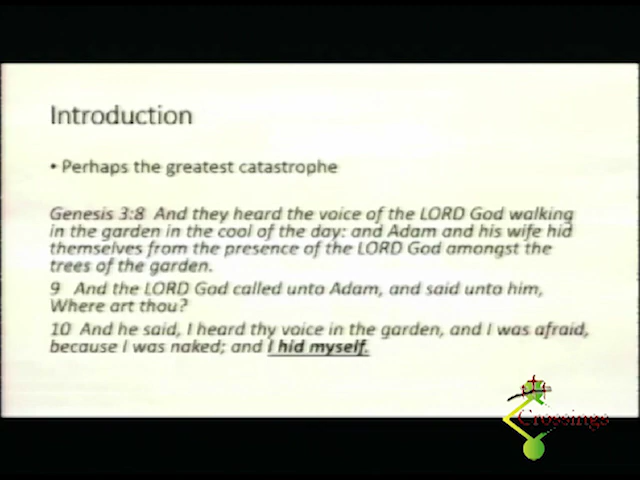 Introduction
• Perhaps the greatest catastrophe
Genesis 3:8 And they heard the voice of the LORD God walking
in the garden in the cool of the day: and Adam and his wife hid
themselves from the presence of the LORD God amongst the
trees of the garden.
9 And the LORD God called unto Adam, and said unto him,
Where art thou?
10 And he said, I heard thy voice in the garden, and I was afraid,
because I was naked; and I hid myself.
Crossings